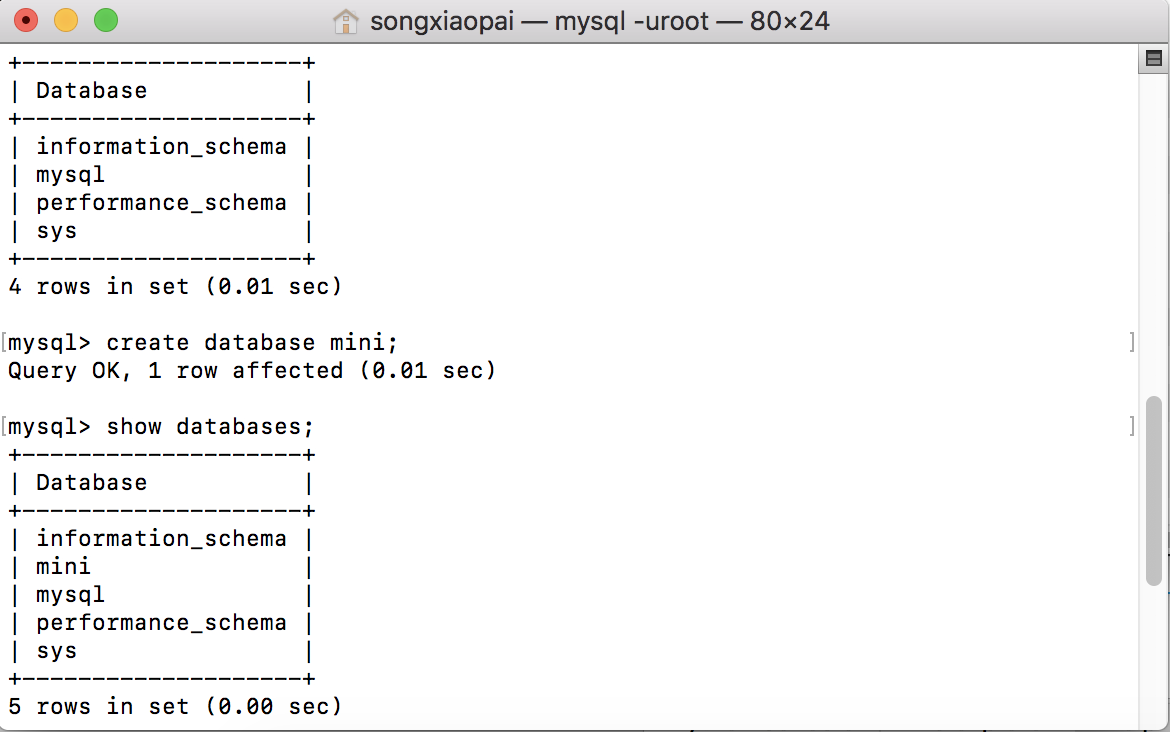 songxiaopai — mysql -uroot — 80×24
+--------------------+
| Database           |
+--------------------+
| information_schema |
| mysql              |
| performance_schema |
| sys                |
+--------------------+
4 rows in set (0.01 sec)
[mysql> create database mini; ]
Query OK, 1 row affected (0.01 sec)
[mysql> show databases; ]
+--------------------+
| Database           |
+--------------------+
| information_schema |
| mini               |
| mysql              |
| performance_schema |
| sys                |
+--------------------+
5 rows in set (0.00 sec)